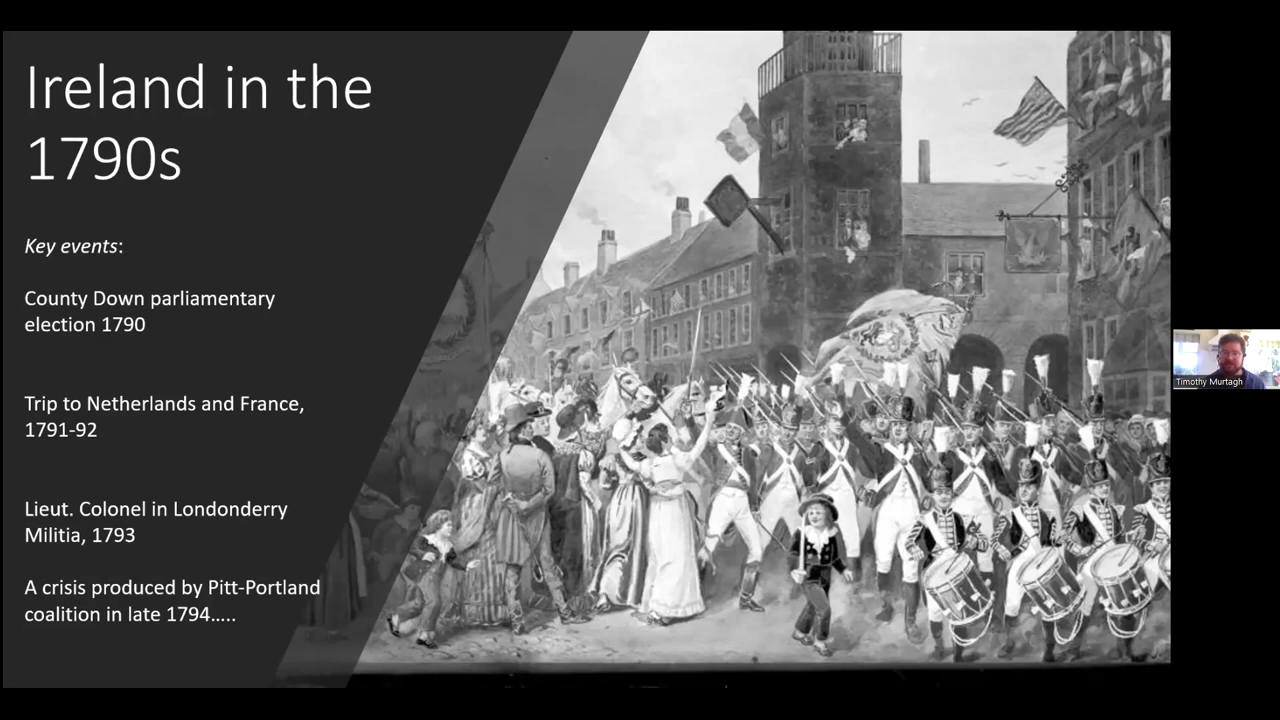 Ireland in the
1790s
Key events:
County Down parliamentary
election 1790
Trip to Netherlands and France,
1791-92
Lieut. Colonel in Londonderry
Militia, 1793
A crisis produced by Pitt-Portland
coalition in late 1794…..
Timothy Murtagh